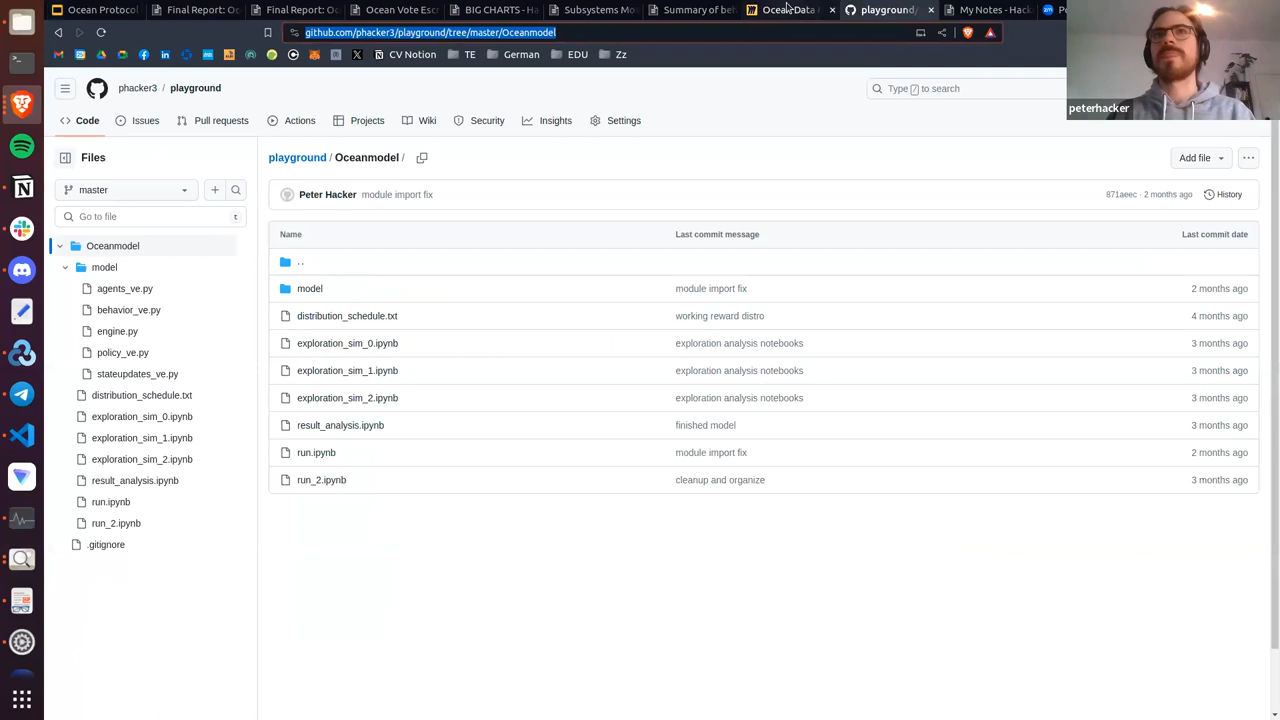 Ocean Protocol
Final Report: Oc
Final Report: Oc
Ocean Vote Esc
BIG CHARTS - H
Subsystems Mo
Summary of beh
Ocean Data
playground/
My Notes - Hack
github.com/phacker3/playground/tree/master/Oceanmodel
CV Notion
TE
German
EDU
Zz
phacker3 / playground
Type / to search
Code
Issues
Pull requests
Actions
Projects
Wiki
Security
Insights
Settings
peterhacker
Files
master
Go to file
t
Oceanmodel
model
agents_ve.py
behavior_ve.py
engine.py
policy_ve.py
stateupdates_ve.py
distribution_schedule.txt
exploration_sim_0.ipynb
exploration_sim_1.ipynb
exploration_sim_2.ipynb
result_analysis.ipynb
run.ipynb
run_2.ipynb
.gitignore
playground / Oceanmodel /
Add file
Peter Hacker module import fix
871aeec · 2 months ago
History
Name Last commit message Last commit date
..
model module import fix 2 months ago
distribution_schedule.txt working reward distro 4 months ago
exploration_sim_0.ipynb exploration analysis notebooks 3 months ago
exploration_sim_1.ipynb exploration analysis notebooks 3 months ago
exploration_sim_2.ipynb exploration analysis notebooks 3 months ago
result_analysis.ipynb finished model 3 months ago
run.ipynb module import fix 2 months ago
run_2.ipynb cleanup and organize 3 months ago